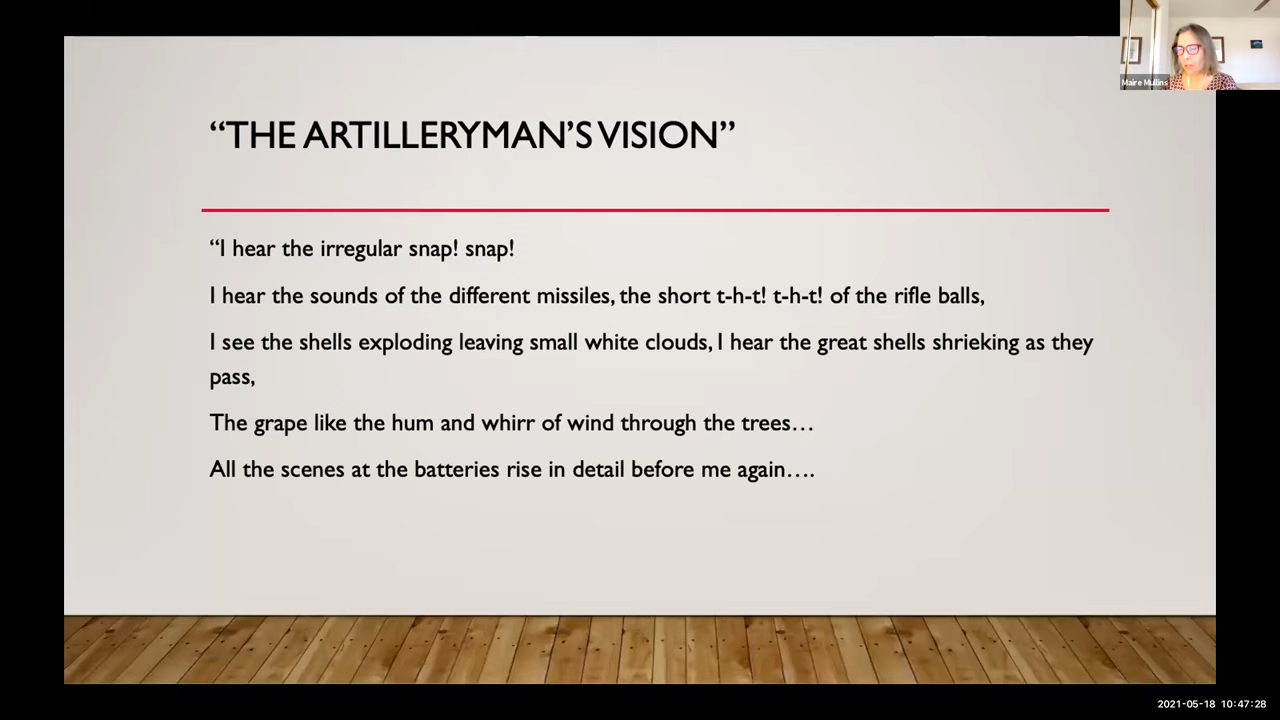 Maire Mullins
“THE ARTILLERYMAN’S VISION”
“I hear the irregular snap! snap!
I hear the sounds of the different missiles, the short t-h-t! t-h-t! of the rifle balls,
I see the shells exploding leaving small white clouds, I hear the great shells shrieking as they
pass,
The grape like the hum and whirr of wind through the trees…
All the scenes at the batteries rise in detail before me again….
2021-05-18 10:47:28